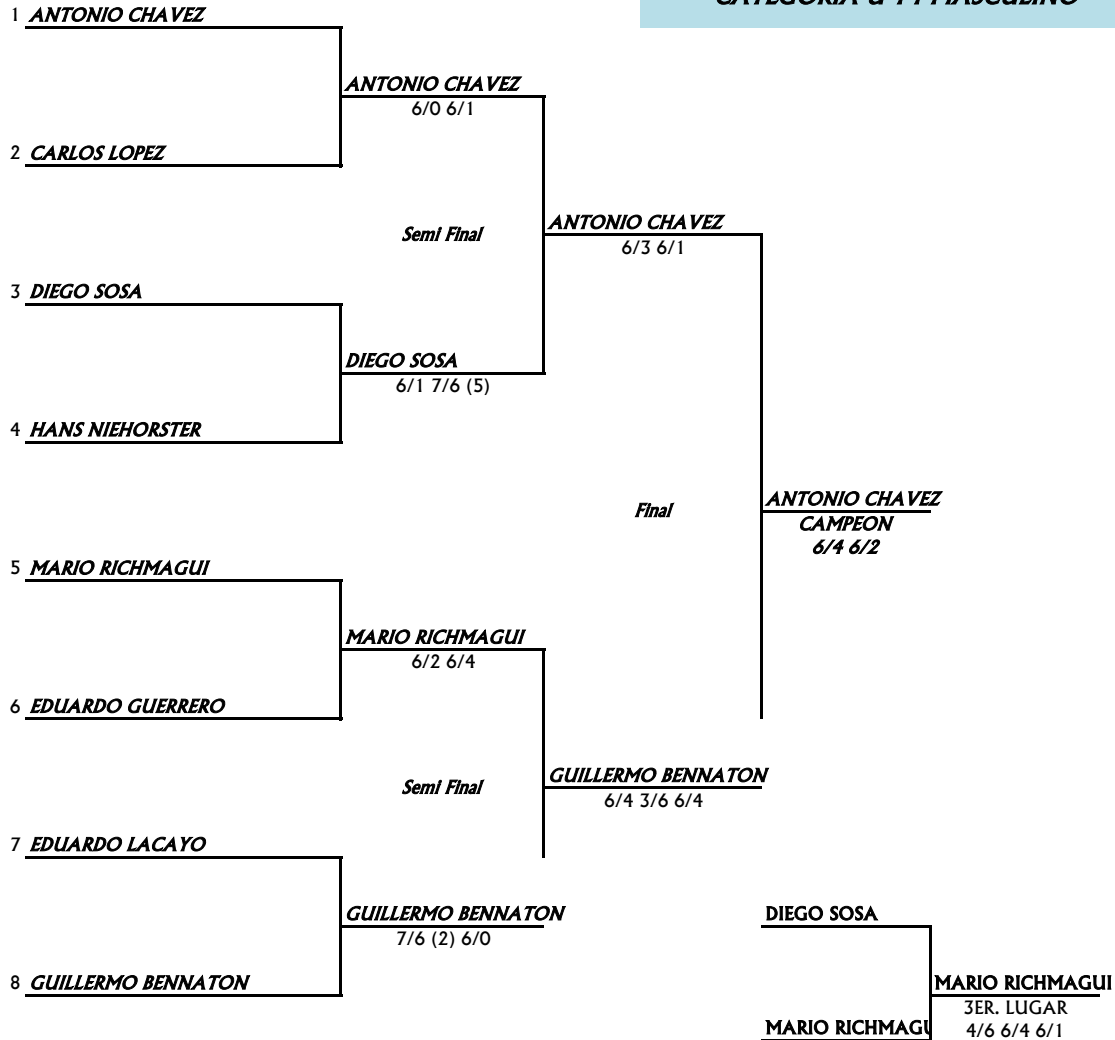 1 ANTONIO CHAVEZ
ANTONIO CHAVEZ
6/0 6/1
2 CARLOS LOPEZ
Semi Final
ANTONIO CHAVEZ
6/3 6/1
3 DIEGO SOSA
DIEGO SOSA
6/1 7/6 (5)
4 HANS NIEHORSTER
Final
ANTONIO CHAVEZ
CAMPEON
6/4 6/2
5 MARIO RICHMAGUI
MARIO RICHMAGUI
6/2 6/4
6 EDUARDO GUERRERO
Semi Final
GUILLERMO BENNATON
6/4 3/6 6/4
7 EDUARDO LACAYO
GUILLERMO BENNATON
7/6 (2) 6/0
8 GUILLERMO BENNATON
DIEGO SOSA
MARIO RICHMAGUI
3ER. LUGAR
4/6 6/4 6/1
MARIO RICHMAGU